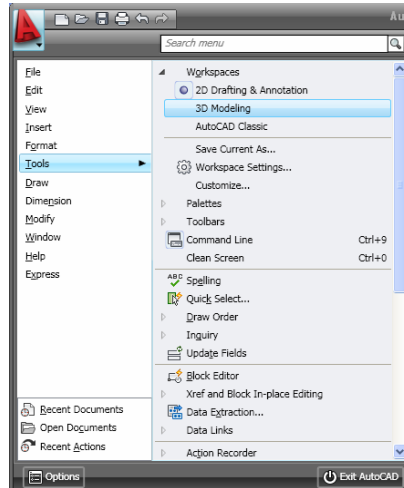 Au
Search menu
File
Edit
View
Insert
Format
Tools
Draw
Dimension
Modify
Window
Help
Express
Workspaces
2D Drafting & Annotation
3D Modeling
AutoCAD Classic
Save Current As...
Workspace Settings...
Customize...
Palettes
Toolbars
Command Line Ctrl+9
Clean Screen Ctrl+0
ABC Spelling
Quick Select...
Draw Order
Inquiry
Update Fields
Block Editor
Xref and Block In-place Editing
Data Extraction...
Data Links
Action Recorder
Recent Documents
Open Documents
Recent Actions
Options
Exit AutoCAD